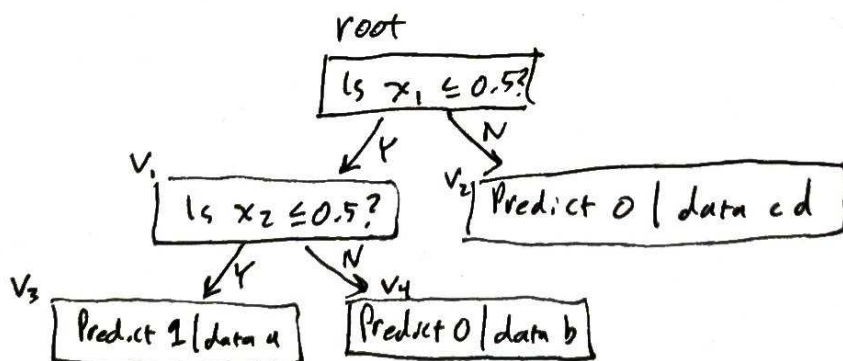 root
Is x₁ ≤ 0.5?
Y N
V₁
Is x₂ ≤ 0.5?
V₂
Predict 0 | data c d
Y N
V₃
Predict 1 | data a
V₄
Predict 0 | data b